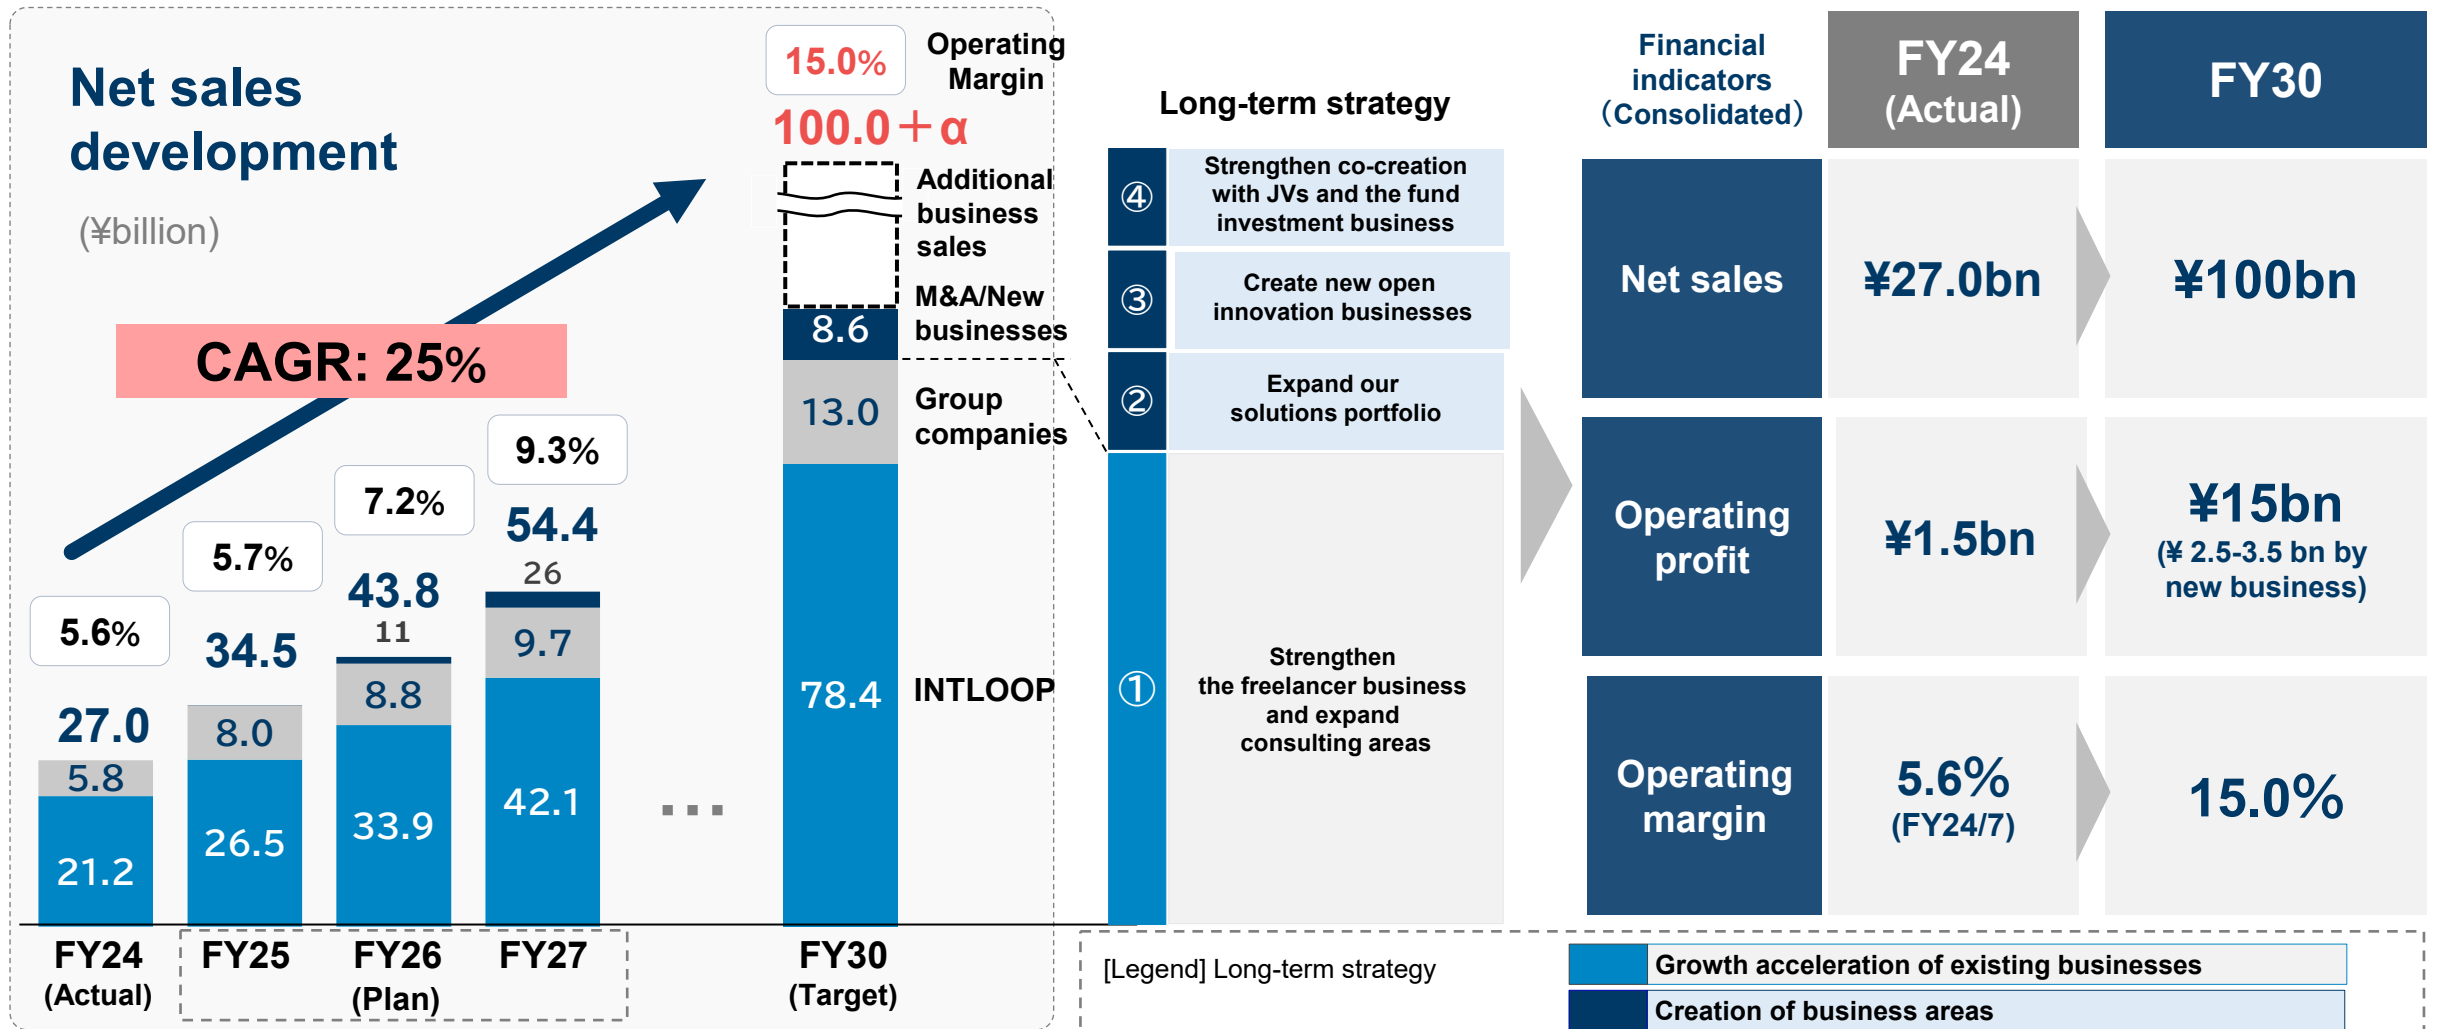 Net sales
development
(¥billion)
CAGR: 25%
15.0%
Operating
Margin
100.0＋α
Additional
business
sales
M&A/New
businesses
8.6
Group
companies
13.0
INTLOOP
78.4
9.3%
54.4
26
9.7
42.1
7.2%
43.8
11
8.8
33.9
5.7%
34.5
8.0
26.5
5.6%
27.0
5.8
21.2
...
FY24
(Actual)
FY25
FY26
(Plan)
FY27
FY30
(Target)
Long-term strategy
④
Strengthen co-creation
with JVs and the fund
investment business
③
Create new open
innovation businesses
②
Expand our
solutions portfolio
①
Strengthen
the freelancer business
and expand
consulting areas
Financial
indicators
（Consolidated）
FY24
(Actual)
FY30
Net sales
¥27.0bn
¥100bn
Operating
profit
¥1.5bn
¥15bn
(¥ 2.5-3.5 bn by
new business)
Operating
margin
5.6%
(FY24/7)
15.0%
[Legend] Long-term strategy
Growth acceleration of existing businesses
Creation of business areas